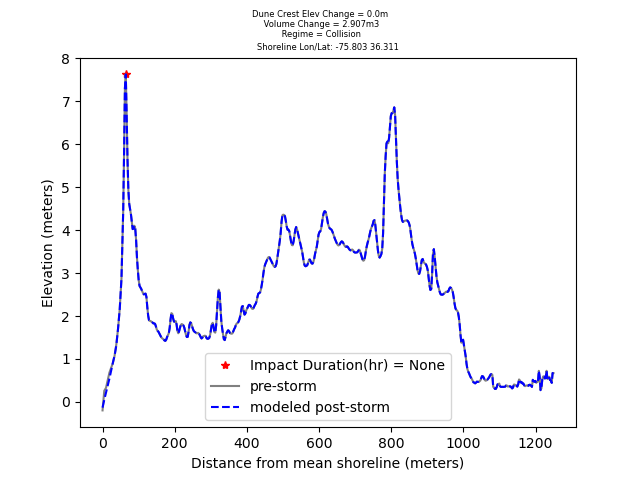 Dune Crest Elev Change = 0.0m
Volume Change = 2.907m3
Regime = Collision
Shoreline Lon/Lat: -75.803 36.311
8
7
6
5
4
3
2
1
0
Elevation (meters)
Impact Duration(hr) = None
pre-storm
modeled post-storm
0 200 400 600 800 1000 1200
Distance from mean shoreline (meters)